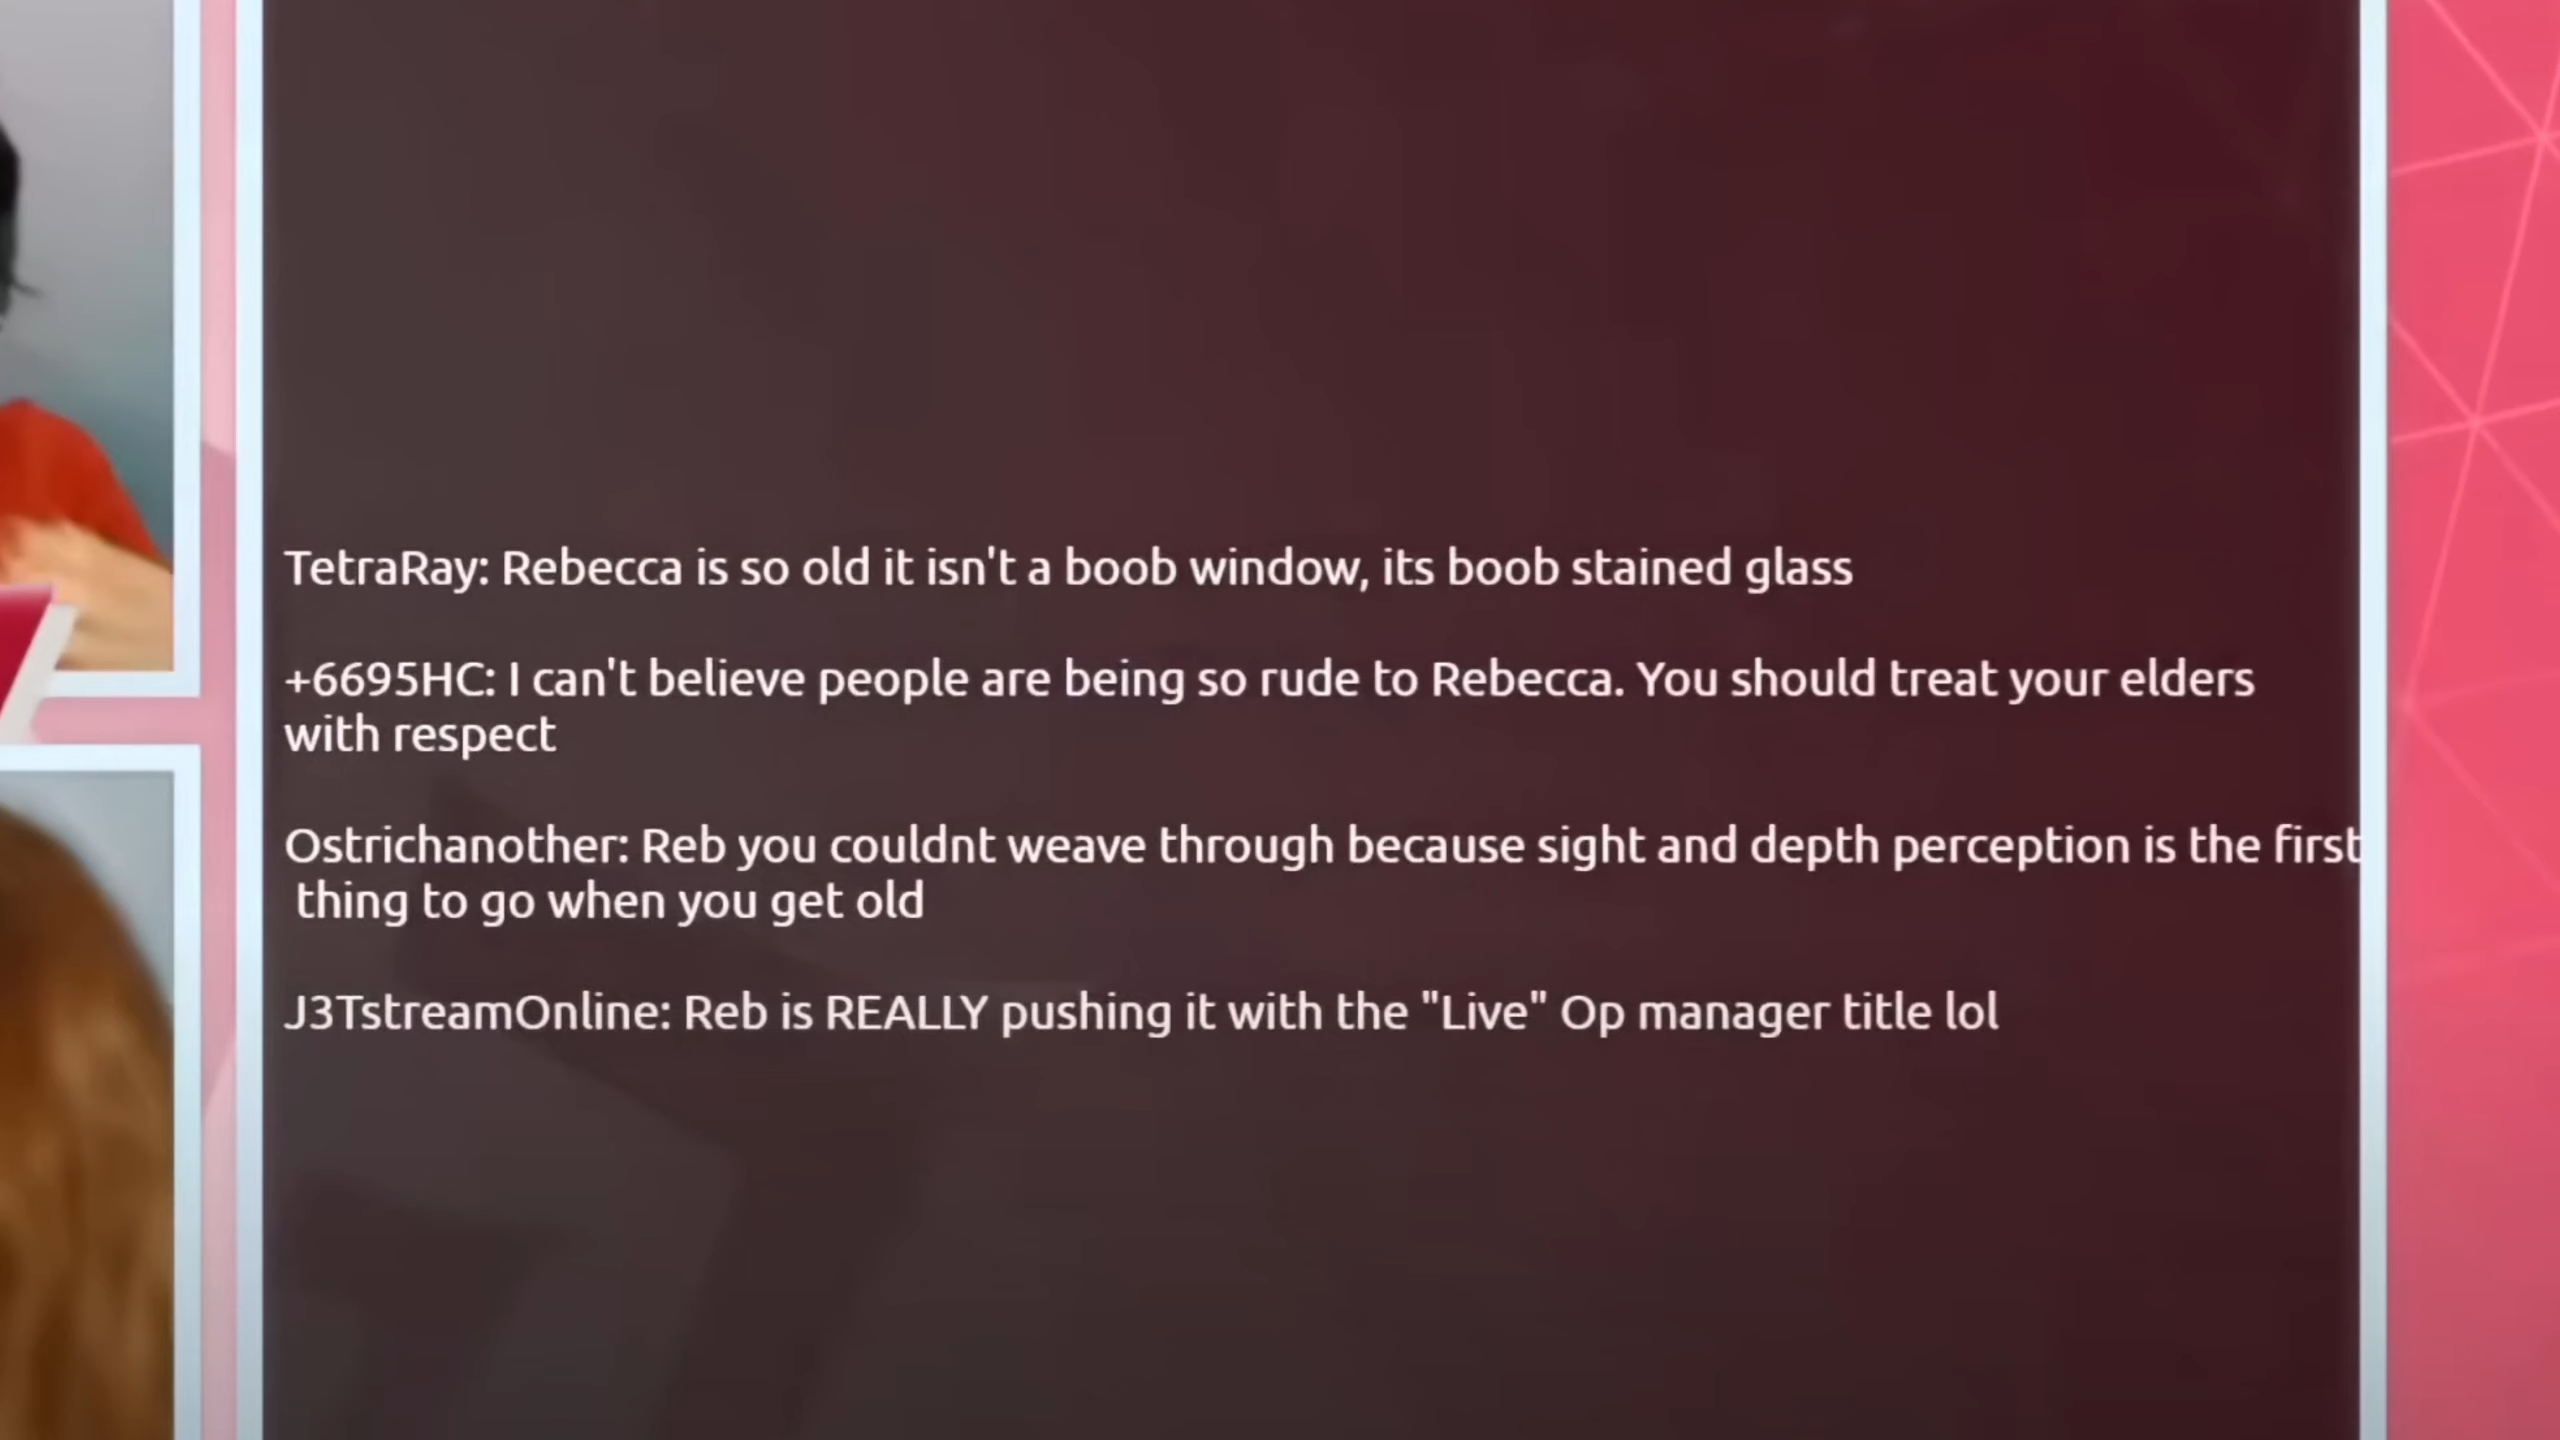 TetraRay: Rebecca is so old it isn't a boob window, its boob stained glass
+6695HC: I can't believe people are being so rude to Rebecca. You should treat your elders
with respect
Ostrichanother: Reb you couldnt weave through because sight and depth perception is the first
thing to go when you get old
J3TstreamOnline: Reb is REALLY pushing it with the "Live" Op manager title lol